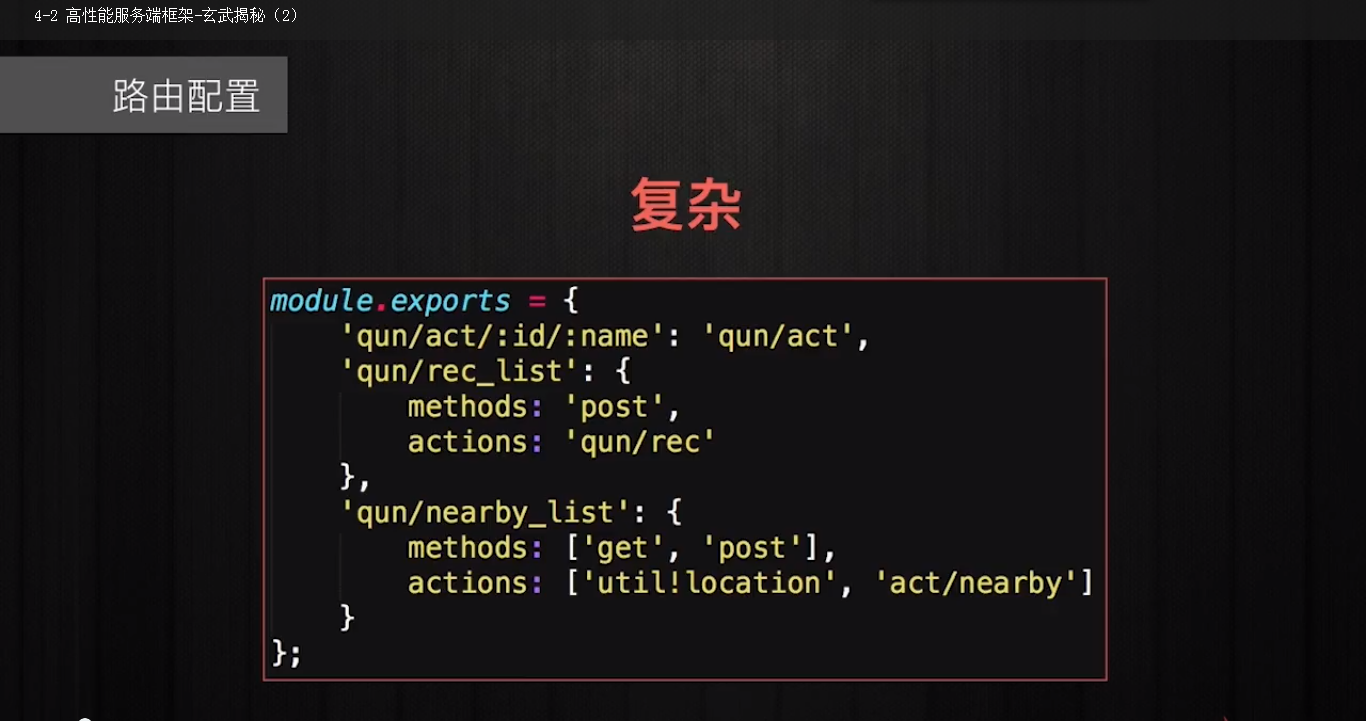 4-2 高性能服务端框架-玄武揭秘（2）
路由配置
复杂
module.exports = {
    'qun/act/:id/:name': 'qun/act',
    'qun/rec_list': {
        methods: 'post',
        actions: 'qun/rec'
    },
    'qun/nearby_list': {
        methods: ['get', 'post'],
        actions: ['util!location', 'act/nearby']
    }
};